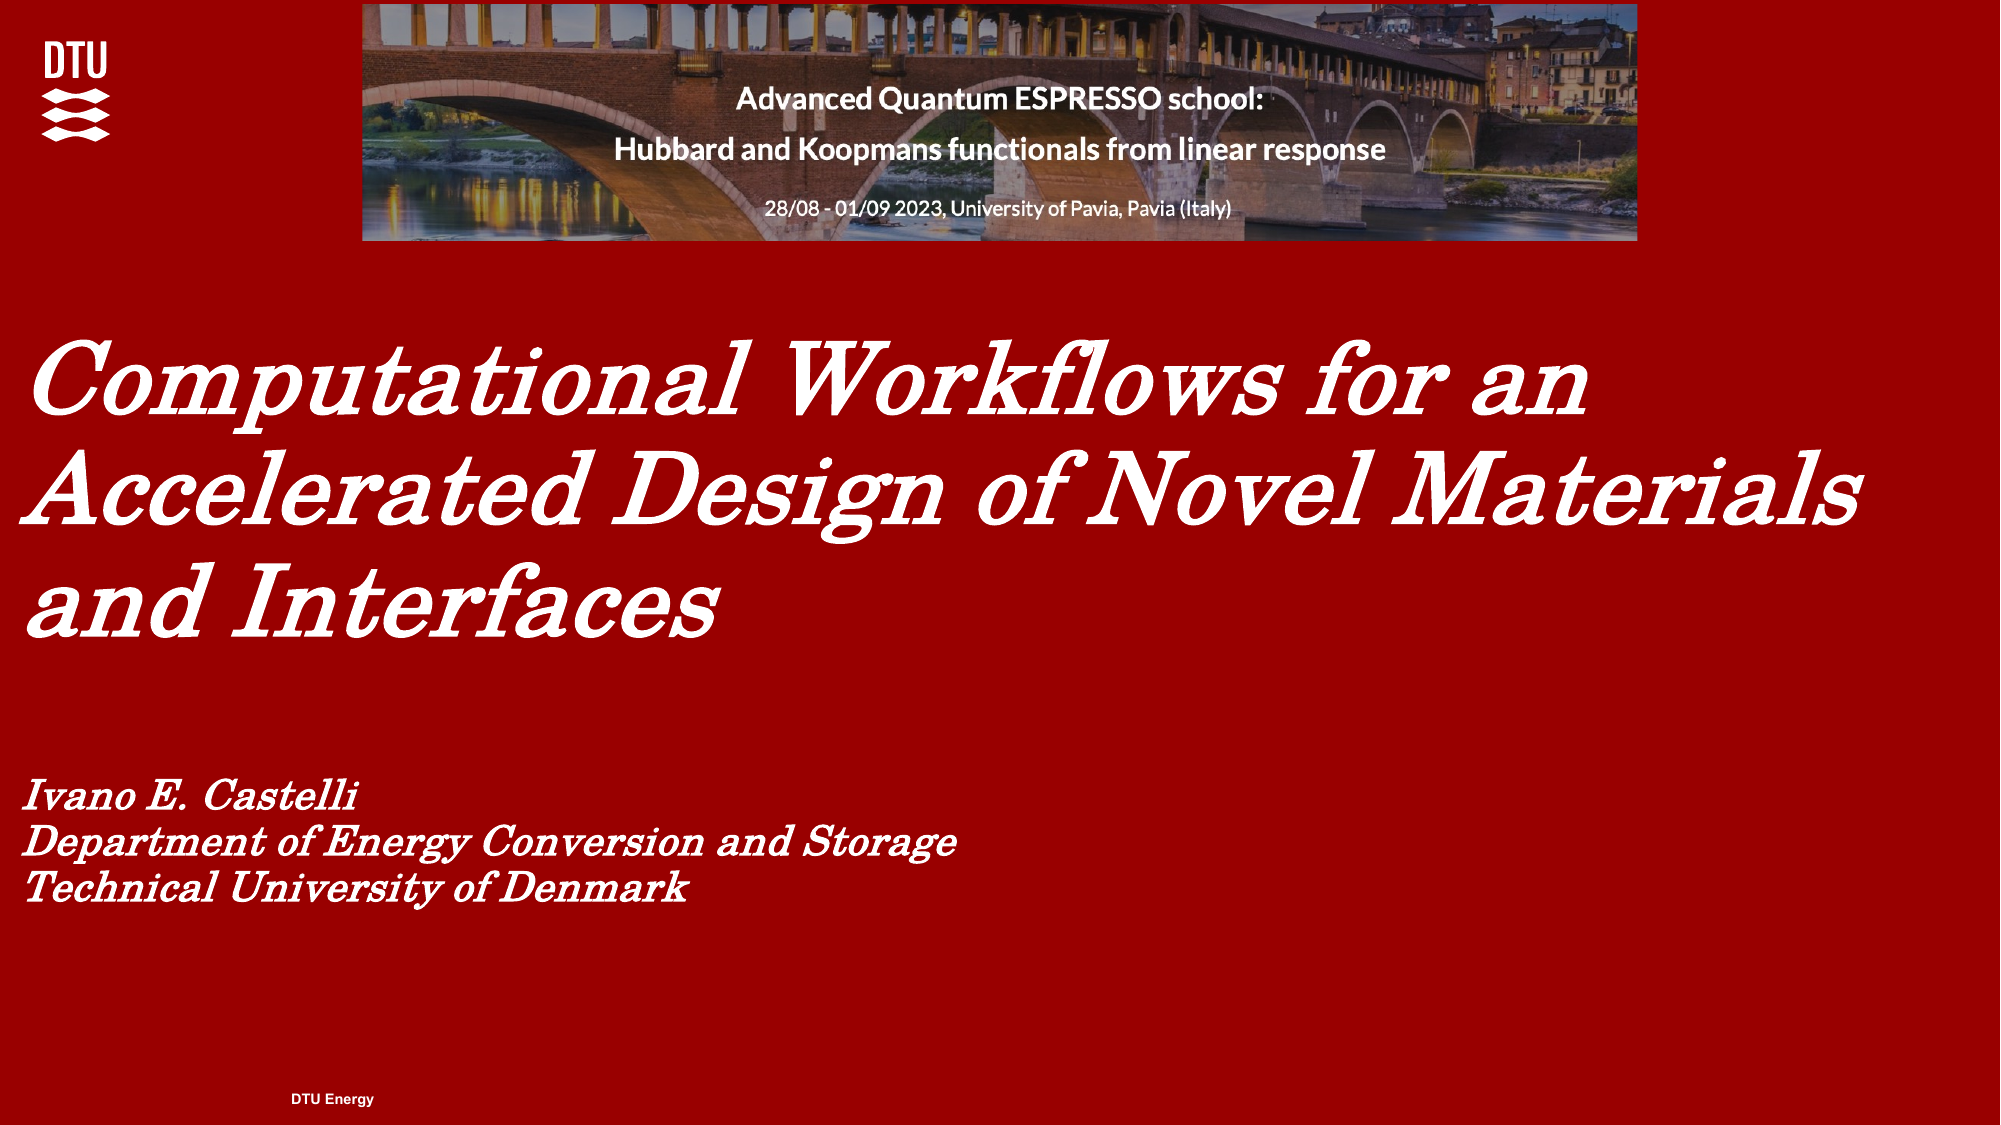 DTU
Advanced Quantum ESPRESSO school:
Hubbard and Koopmans functionals from linear response
28/08 - 01/09 2023, University of Pavia, Pavia (Italy)
Computational Workflows for an
Accelerated Design of Novel Materials
and Interfaces
Ivano E. Castelli
Department of Energy Conversion and Storage
Technical University of Denmark
DTU Energy